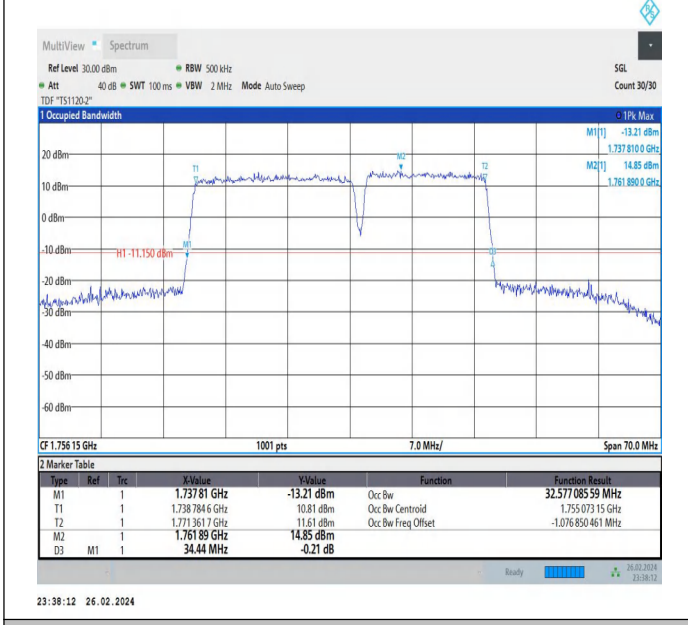 MultiView Spectrum
Ref Level 30.00 dBm RBW 500 kHz SGL
Att 40 dB SWT 100 ms VBW 2 MHz Mode Auto Sweep Count 30/30
TDF "TS1120-2"
1 Occupied Bandwidth 1Pk Max
M1[1] -13.21 dBm
1.737 810 0 GHz
M2[1] 14.85 dBm
1.761 890 0 GHz
20 dBm
M2
T1
T2
10 dBm
0 dBm
M1
-10 dBm
H1 -11.150 dBm
D3
-20 dBm
-30 dBm
-40 dBm
-50 dBm
-60 dBm
CF 1.756 15 GHz 1001 pts 7.0 MHz/ Span 70.0 MHz
2 Marker Table
Type Ref Trc X-Value Y-Value Function Function Result
M1 1 1.737 81 GHz -13.21 dBm Occ Bw 32.577 085 59 MHz
T1 1 1.738 784 6 GHz 10.81 dBm Occ Bw Centroid 1.755 073 15 GHz
T2 1 1.771 361 7 GHz 11.61 dBm Occ Bw Freq Offset -1.076 850 461 MHz
M2 1 1.761 89 GHz 14.85 dBm
D3 M1 1 34.44 MHz -0.21 dB
Ready 26.02.2024
23:38:12
23:38:12 26.02.2024